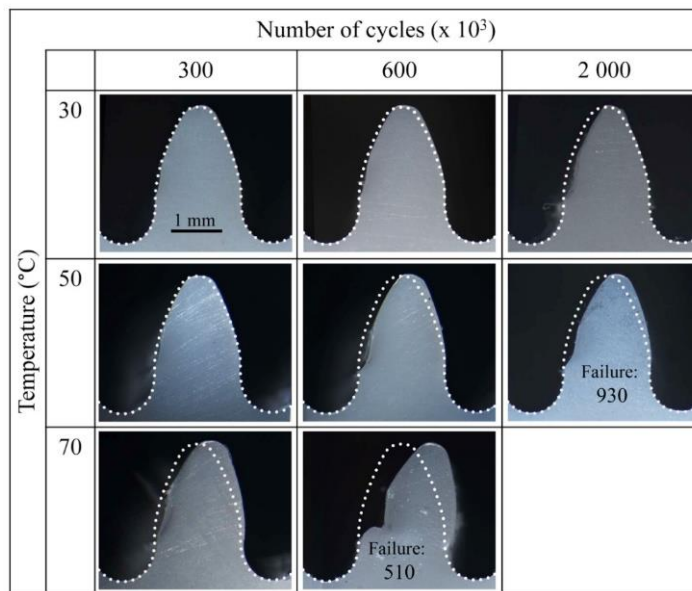 Number of cycles (x 10³)
300 600 2 000
Temperature (°C)
30
1 mm
50
Failure:
930
70
Failure:
510